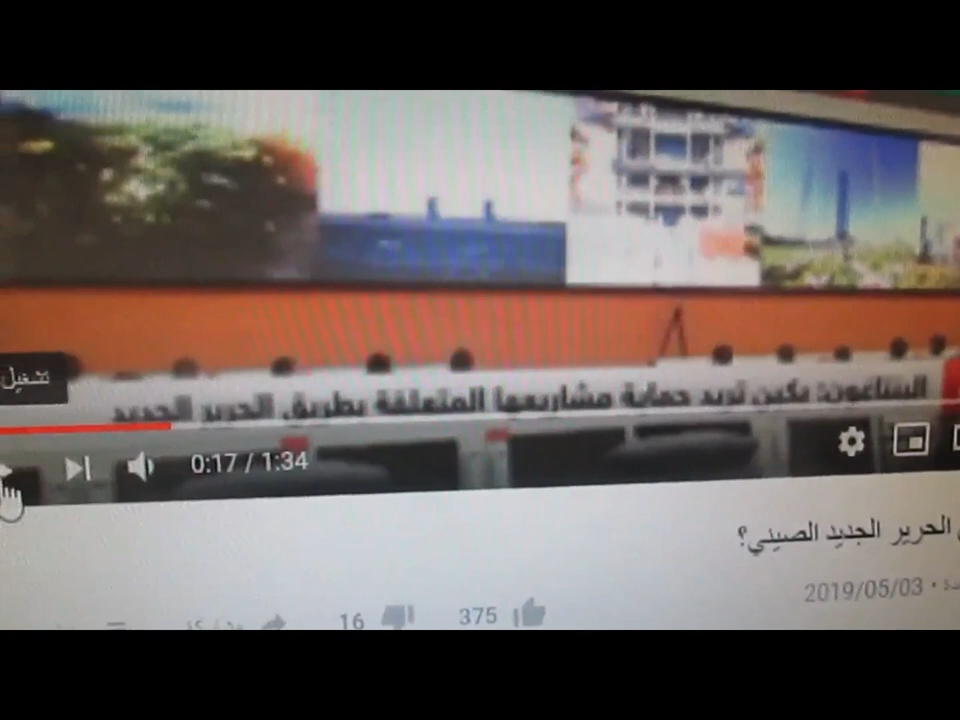 تشغيل
البنتاغون: بكين تريد حماية مشاريعها المتعلقة بطريق الحرير الجديد
0:17 / 1:34
الحرير الجديد الصيني؟
2019/05/03
16 375